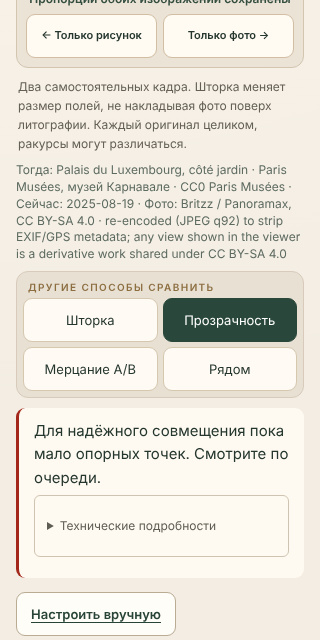 Пропорции обоих изображений сохранены
← Только рисунок
Только фото →
Два самостоятельных кадра. Шторка меняет
размер полей, не накладывая фото поверх
литографии. Каждый оригинал целиком,
ракурсы могут различаться.
Тогда: Palais du Luxembourg, côté jardin · Paris
Musées, музей Карнавале · CC0 Paris Musées ·
Сейчас: 2025-08-19 · Фото: Britzz / Panoramax,
CC BY-SA 4.0 · re-encoded (JPEG q92) to strip
EXIF/GPS metadata; any view shown in the viewer
is a derivative work shared under CC BY-SA 4.0
ДРУГИЕ СПОСОБЫ СРАВНИТЬ
Шторка
Прозрачность
Мерцание A/B
Рядом
Для надёжного совмещения пока
мало опорных точек. Смотрите по
очереди.
▶ Технические подробности
Настроить вручную